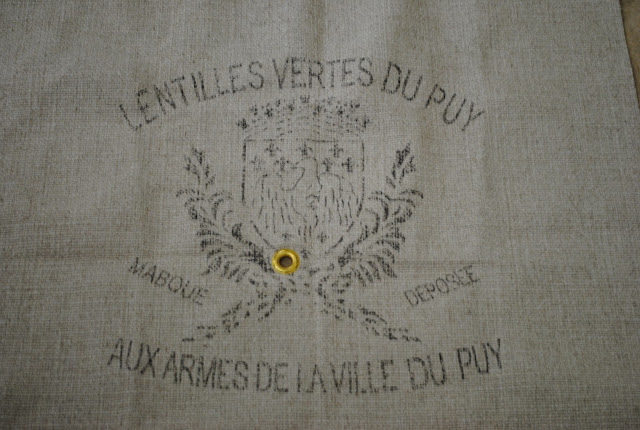 LENTILLES VERTES DU PUY
MARQUE DEPOSEE
AUX ARMES DE LA VILLE DU PUY